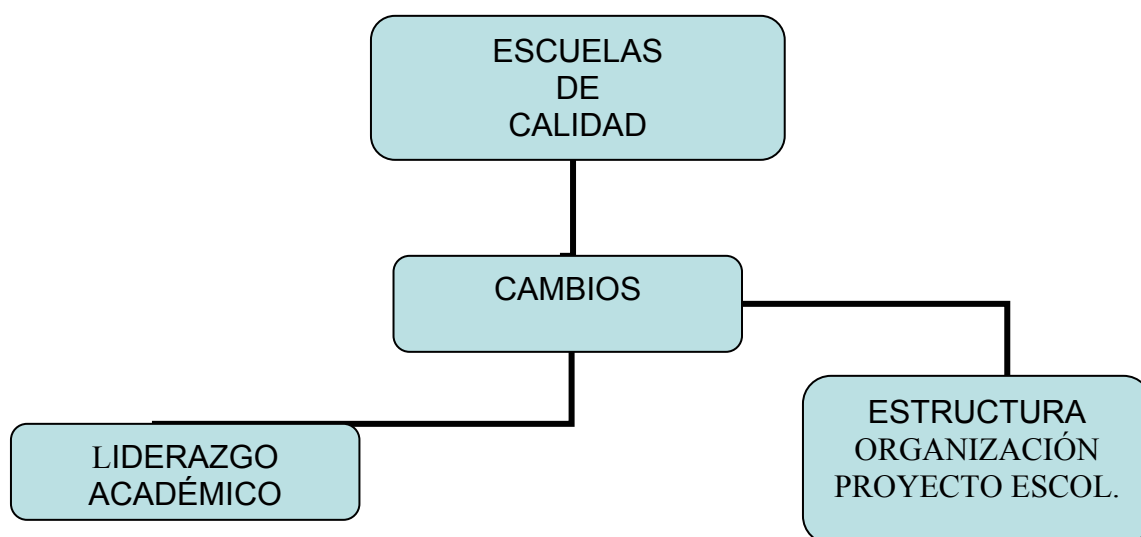 ESCUELAS
DE
CALIDAD
CAMBIOS
LIDERAZGO
ACADÉMICO
ESTRUCTURA
ORGANIZACIÓN
PROYECTO ESCOL.